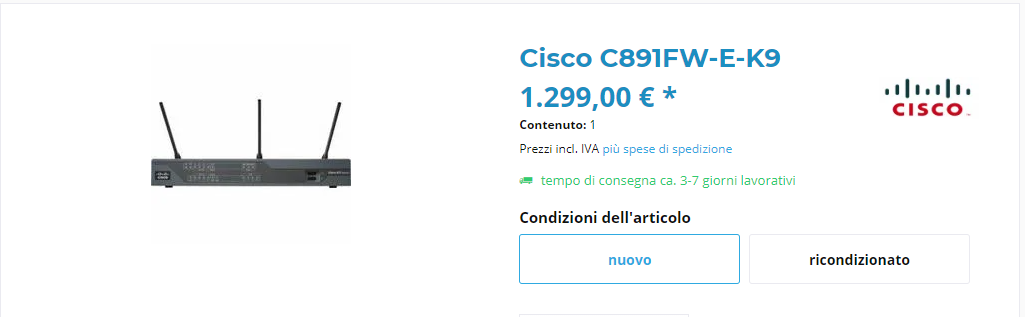 Cisco C891FW-E-K9
1.299,00 € *
CISCO
Contenuto: 1
Prezzi incl. IVA più spese di spedizione
tempo di consegna ca. 3-7 giorni lavorativi
Condizioni dell'articolo
nuovo
ricondizionato